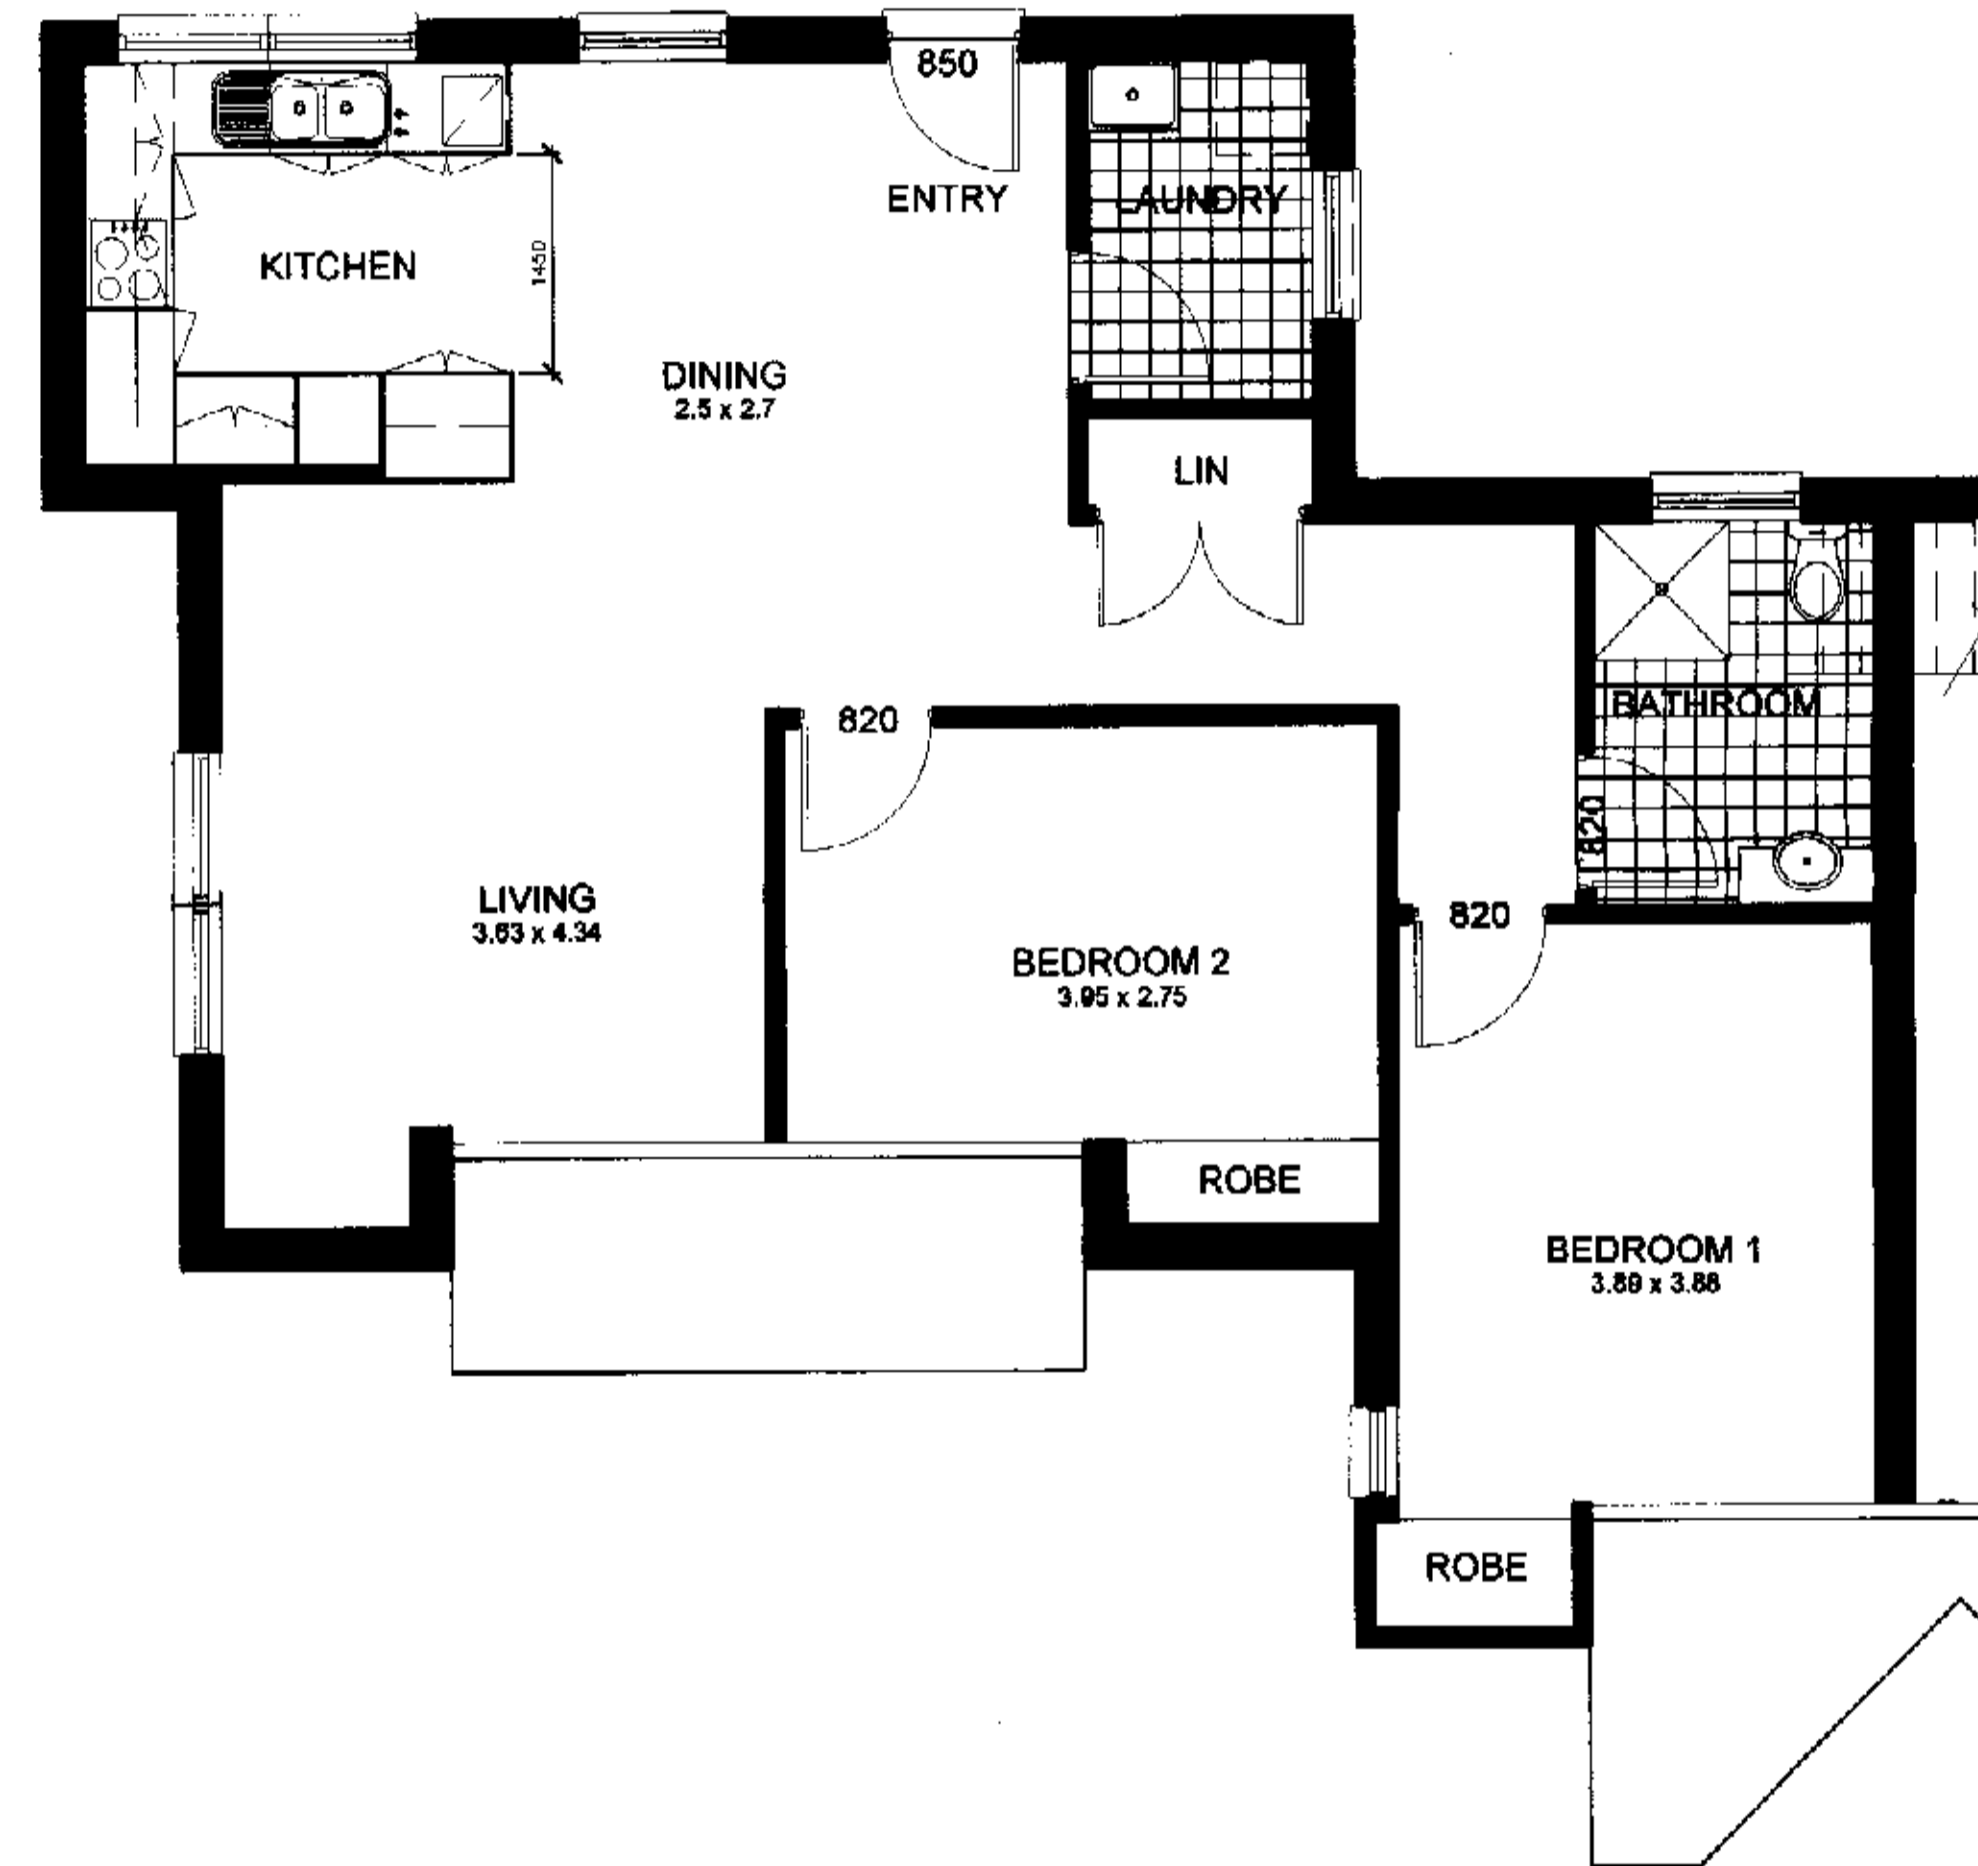 850
ENTRY
LAUNDRY
KITCHEN
1450
DINING
2.5 x 2.7
LIN
BATHROOM
820
820
LIVING
3.63 x 4.34
820
BEDROOM 2
3.95 x 2.75
ROBE
BEDROOM 1
3.89 x 3.88
ROBE